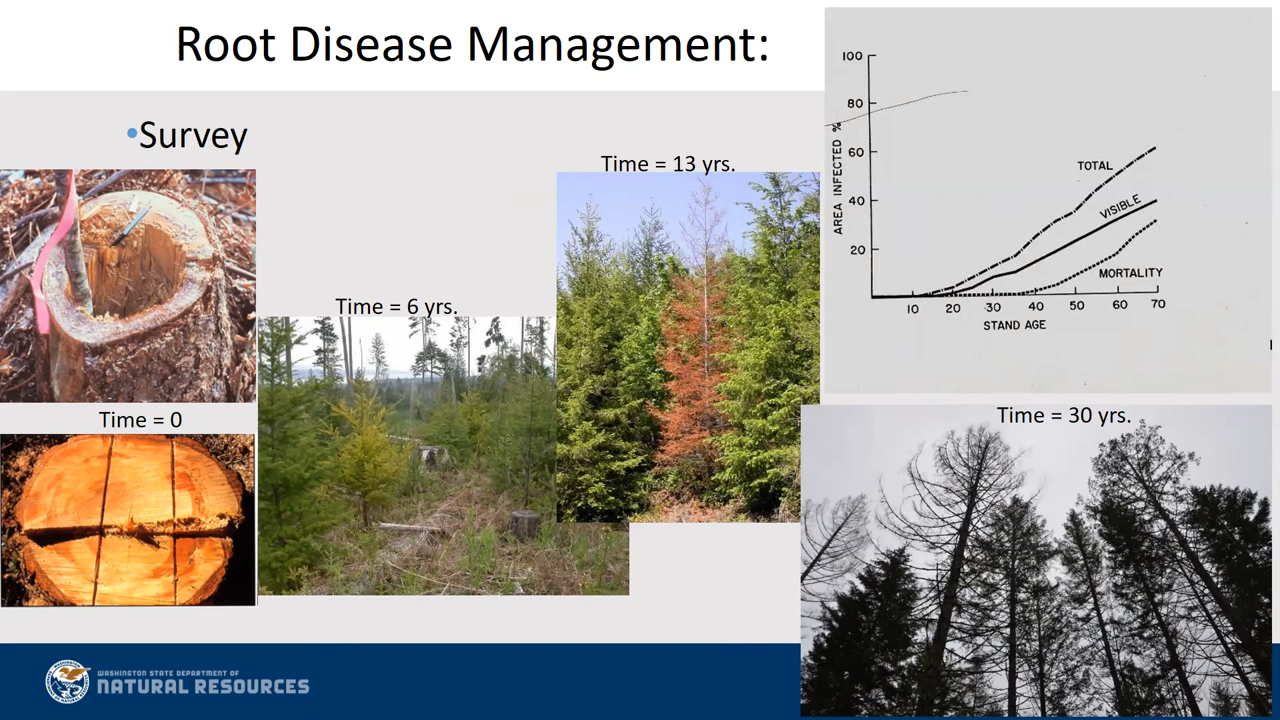 Root Disease Management:
•Survey
Time = 0
Time = 6 yrs.
Time = 13 yrs.
100
80
60
40
20
AREA INFECTED %
TOTAL
VISIBLE
MORTALITY
10 20 30 40 50 60 70
STAND AGE
Time = 30 yrs.
WASHINGTON STATE DEPARTMENT OF
NATURAL RESOURCES